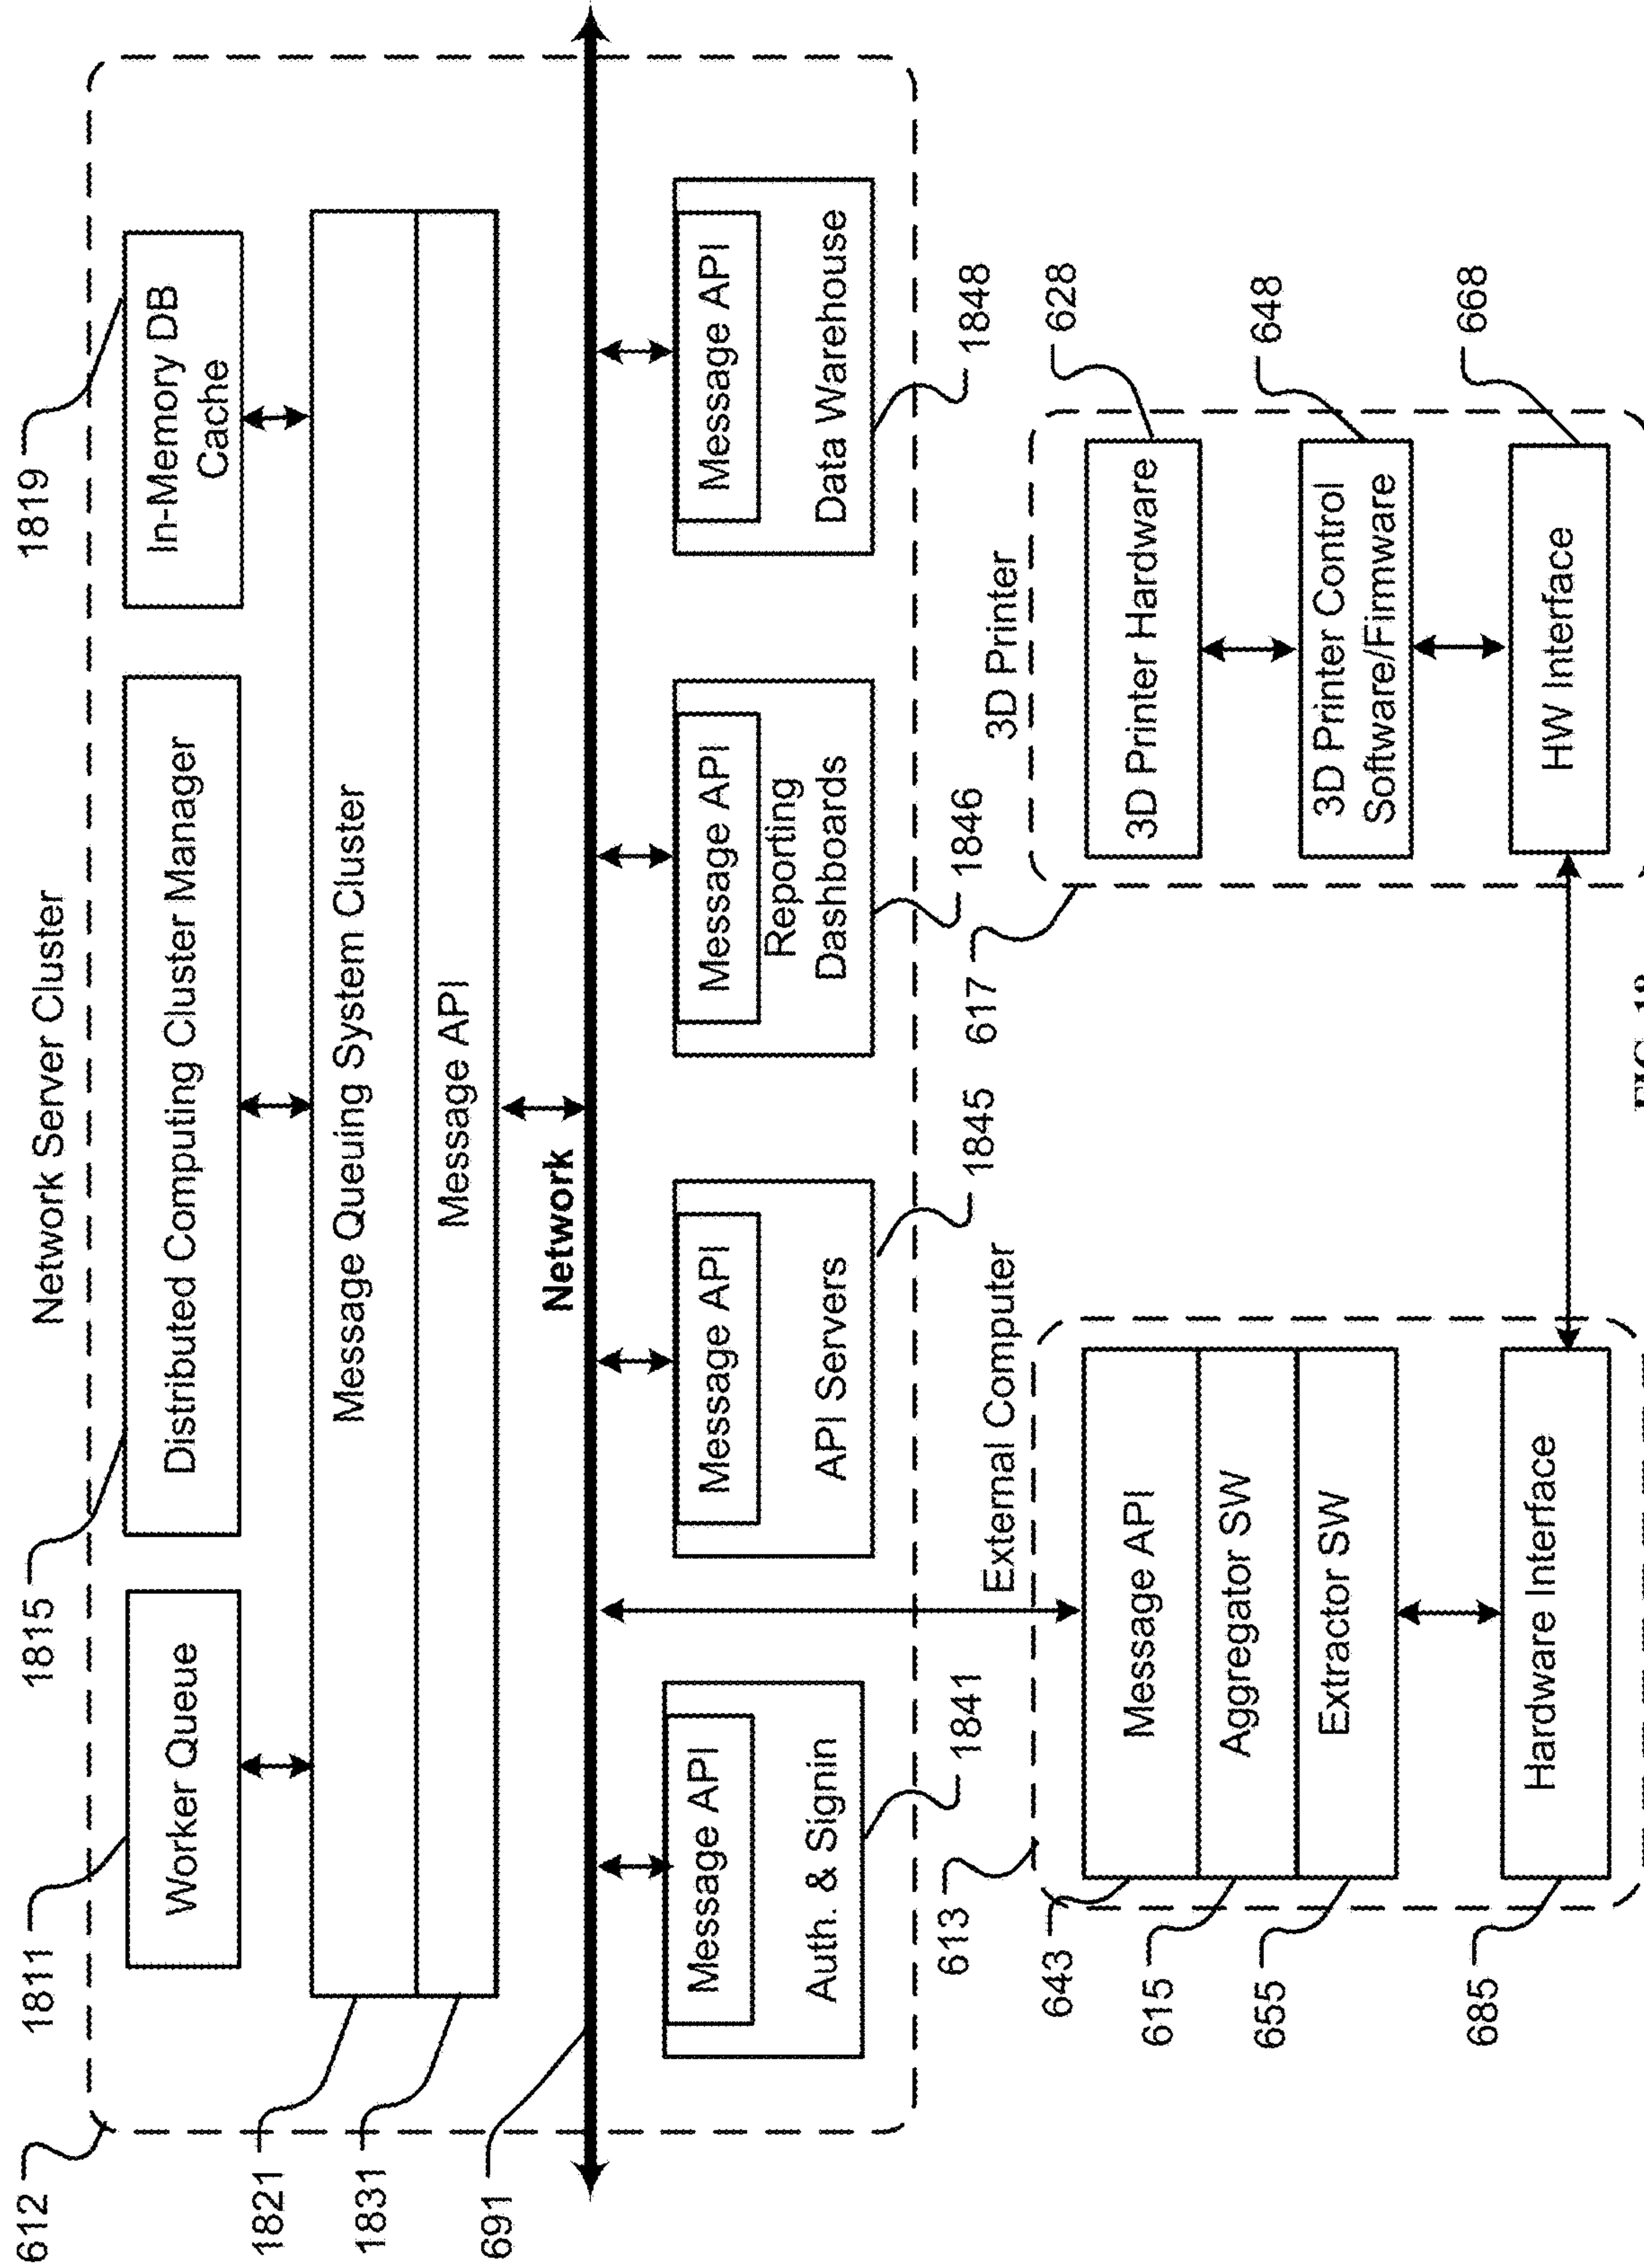 Network Server Cluster
612
1811
1815
1819
Worker Queue
Distributed Computing Cluster Manager
In-Memory DB
Cache
1821
Message Queuing System Cluster
1831
Message API
691
Network
Message API
Auth. & Signin
1841
Message API
API Servers
1845
Message API
Reporting
Dashboards
1846
Message API
Data Warehouse
1848
External Computer
613
643
Message API
615
Aggregator SW
655
Extractor SW
685
Hardware Interface
3D Printer
617
3D Printer Hardware
628
3D Printer Control
Software/Firmware
648
HW Interface
668
FIG. 18